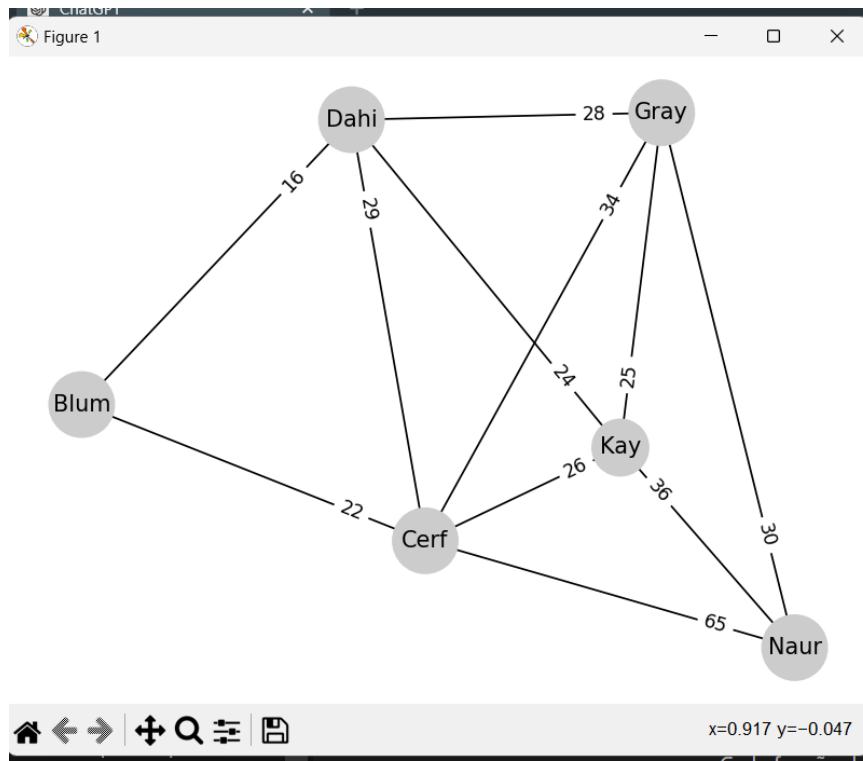 ChatGPT
Figure 1
Dahi
28
Gray
16
29
34
24
25
Blum
Kay
26
36
22
Cerf
30
65
Naur
x=0.917 y=−0.047